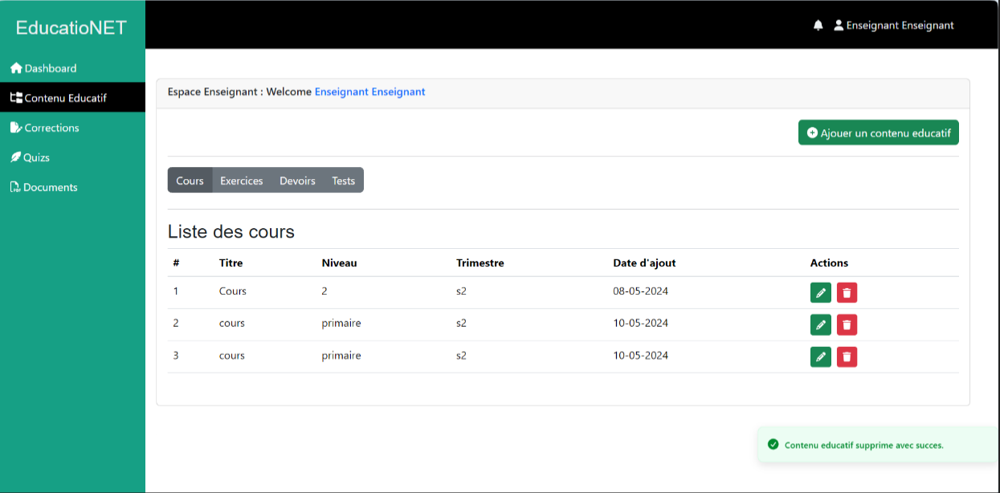 EducatioNET
Enseignant Enseignant
Dashboard
Contenu Educatif
Corrections
Quizs
Documents
Espace Enseignant : Welcome Enseignant Enseignant
Ajouer un contenu educatif
Cours Exercices Devoirs Tests
Liste des cours
# Titre Niveau Trimestre Date d'ajout Actions
1 Cours 2 s2 08-05-2024
2 cours primaire s2 10-05-2024
3 cours primaire s2 10-05-2024
Contenu educatif supprime avec succes.